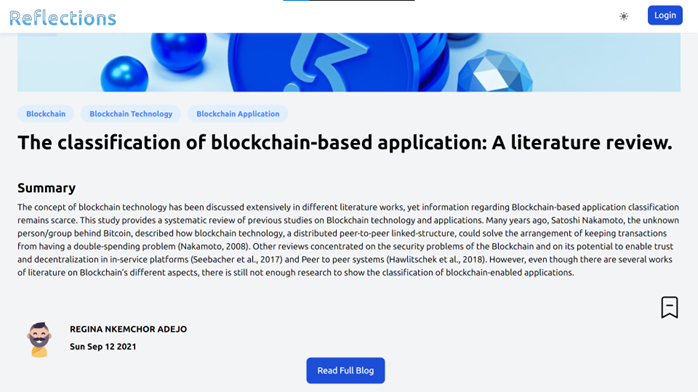 Reflections
Login
Blockchain
Blockchain Technology
Blockchain Application
The classification of blockchain-based application: A literature review.
Summary
The concept of blockchain technology has been discussed extensively in different literature works, yet information regarding Blockchain-based application classification
remains scarce. This study provides a systematic review of previous studies on Blockchain technology and applications. Many years ago, Satoshi Nakamoto, the unknown
person/group behind Bitcoin, described how blockchain technology, a distributed peer-to-peer linked-structure, could solve the arrangement of keeping transactions
from having a double-spending problem (Nakamoto, 2008). Other reviews concentrated on the security problems of the Blockchain and on its potential to enable trust
and decentralization in in-service platforms (Seebacher et al., 2017) and Peer to peer systems (Hawlitschek et al., 2018). However, even though there are several works
of literature on Blockchain's different aspects, there is still not enough research to show the classification of blockchain-enabled applications.
REGINA NKEMCHOR ADEJO
Sun Sep 12 2021
Read Full Blog